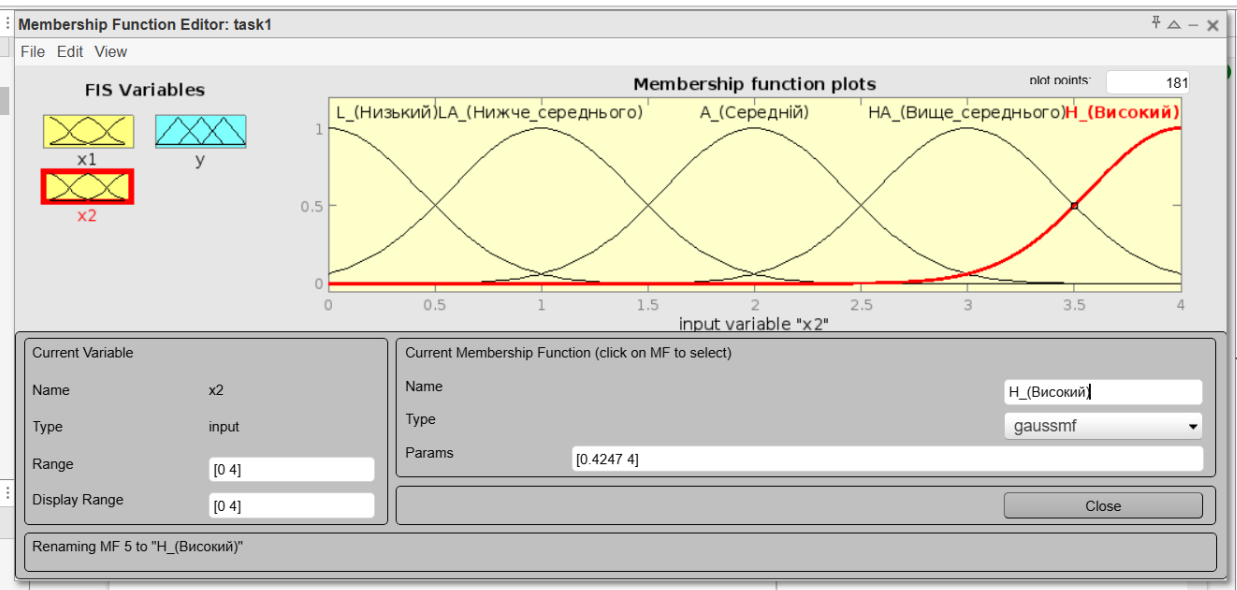 Membership Function Editor: task1
File Edit View
FIS Variables
x1
y
x2
Membership function plots
plot points:
181
L_(Низький)LA_(Нижче_середнього) A_(Середній) HA_(Вище_середнього)H_(Високий)
1
0.5
0
0 0.5 1 1.5 2 2.5 3 3.5 4
input variable "x2"
Current Variable
Name x2
Type input
Range [0 4]
Display Range [0 4]
Current Membership Function (click on MF to select)
Name H_(Високий)
Type gaussmf
Params [0.4247 4]
Close
Renaming MF 5 to "H_(Високий)"